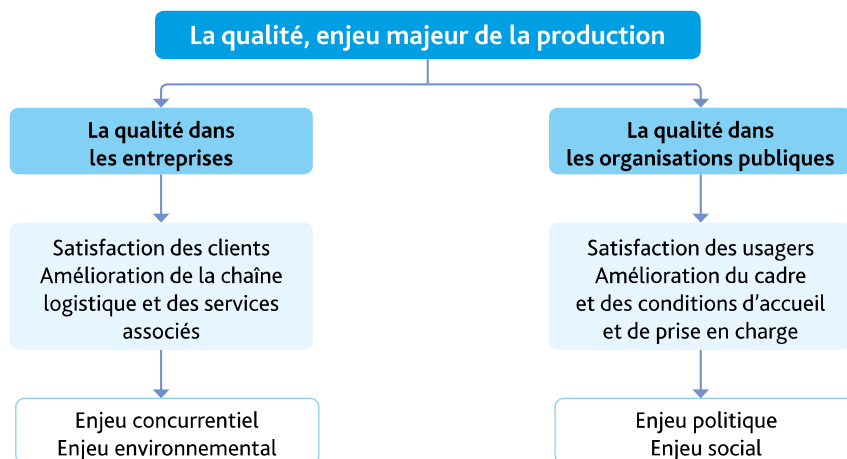 La qualité, enjeu majeur de la production
La qualité dans
les entreprises
La qualité dans
les organisations publiques
Satisfaction des clients
Amélioration de la chaîne
logistique et des services
associés
Satisfaction des usagers
Amélioration du cadre
et des conditions d’accueil
et de prise en charge
Enjeu concurrentiel
Enjeu environnemental
Enjeu politique
Enjeu social